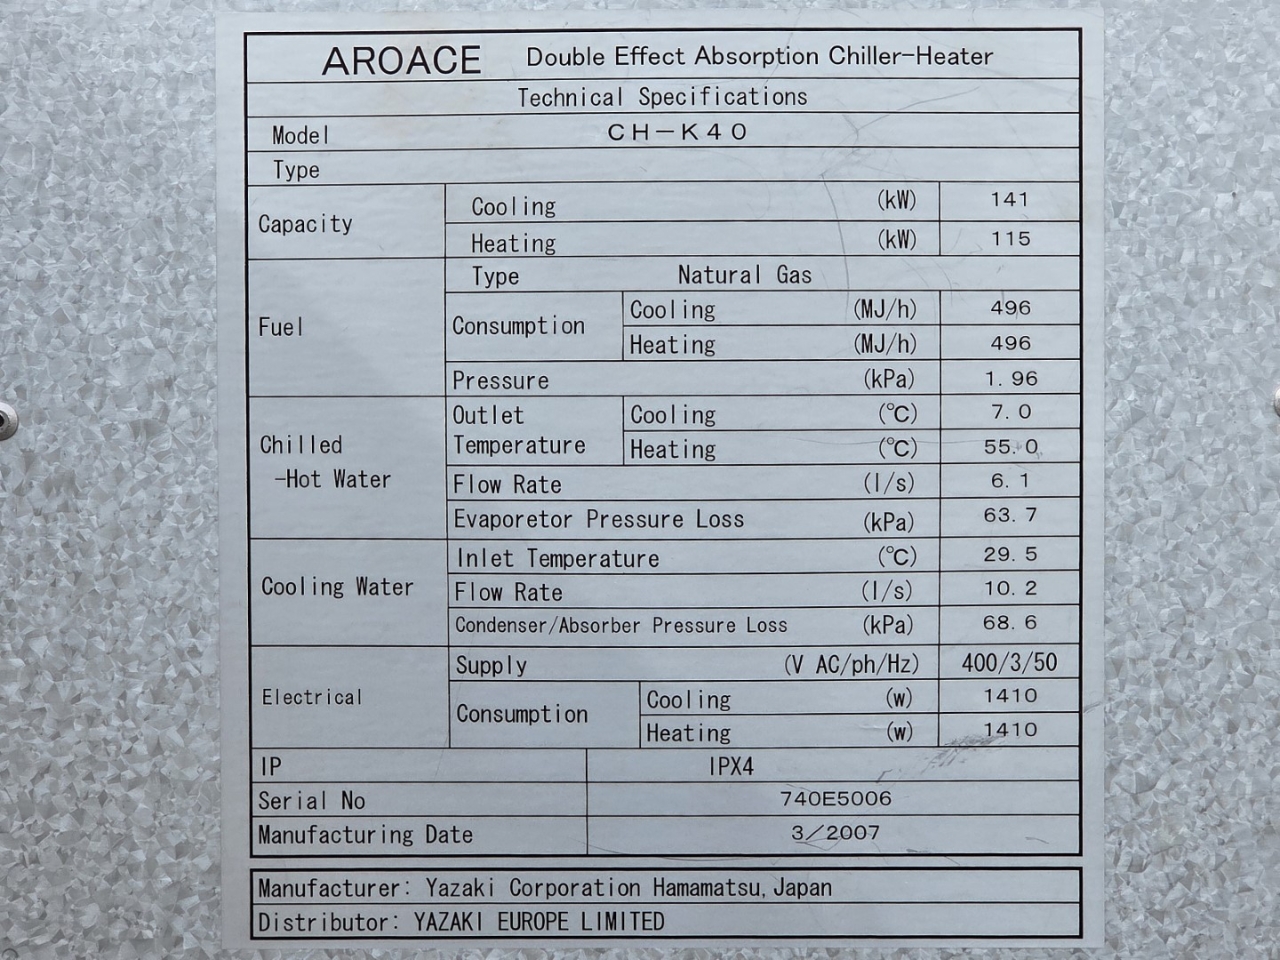 AROACE Double Effect Absorption Chiller-Heater
Technical Specifications
Model CH-K40
Type
Capacity Cooling (kW) 141
Heating (kW) 115
Fuel Type Natural Gas
Consumption Cooling (MJ/h) 496
Heating (MJ/h) 496
Pressure (kPa) 1.96
Chilled -Hot Water Outlet Temperature Cooling (℃) 7.0
Heating (℃) 55.0
Flow Rate (l/s) 6.1
Evaporetor Pressure Loss (kPa) 63.7
Cooling Water Inlet Temperature (℃) 29.5
Flow Rate (l/s) 10.2
Condenser/Absorber Pressure Loss (kPa) 68.6
Electrical Supply (V AC/ph/Hz) 400/3/50
Consumption Cooling (w) 1410
Heating (w) 1410
IP IPX4
Serial No 740E5006
Manufacturing Date 3/2007
Manufacturer: Yazaki Corporation Hamamatsu, Japan
Distributor: YAZAKI EUROPE LIMITED